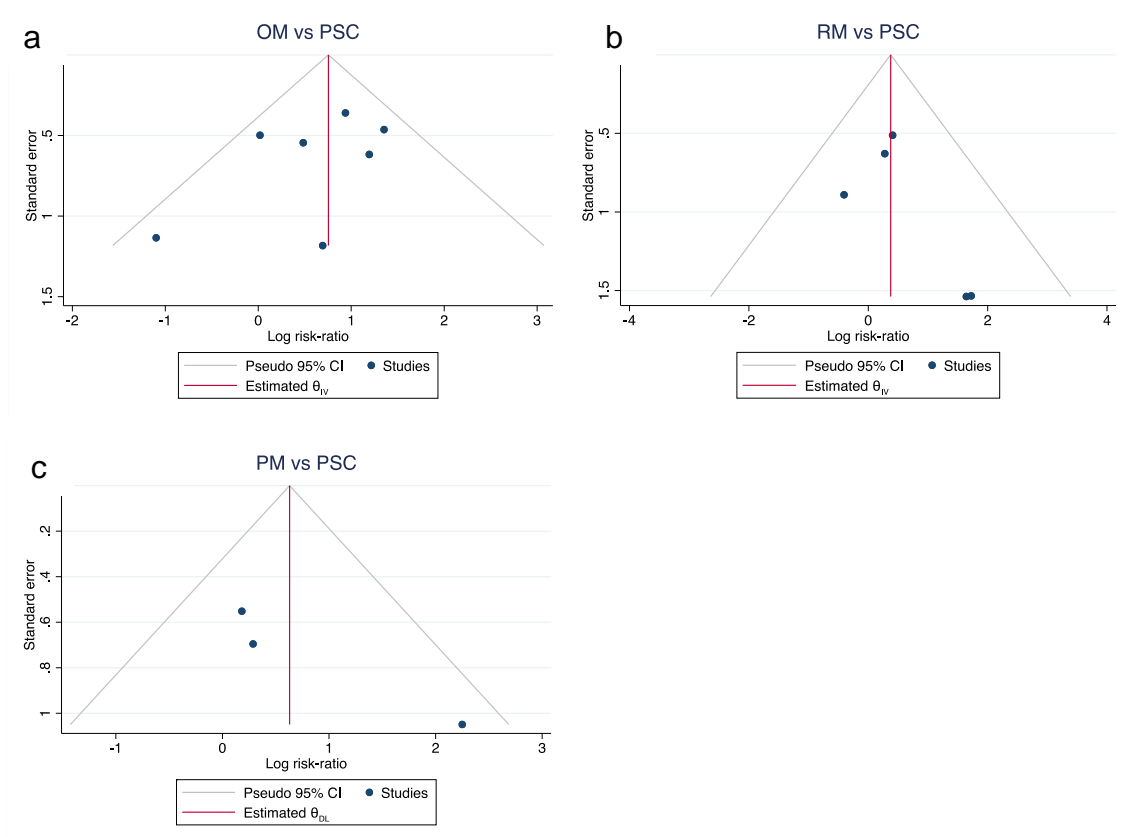 a
OM vs PSC
Standard error
.5
1
1.5
-2 -1 0 1 2 3
Log risk-ratio
Pseudo 95% CI Studies
Estimated θIV
b
RM vs PSC
Standard error
.5
1
1.5
-4 -2 0 2 4
Log risk-ratio
Pseudo 95% CI Studies
Estimated θIV
c
PM vs PSC
Standard error
.2
.4
.6
.8
1
-1 0 1 2 3
Log risk-ratio
Pseudo 95% CI Studies
Estimated θDL